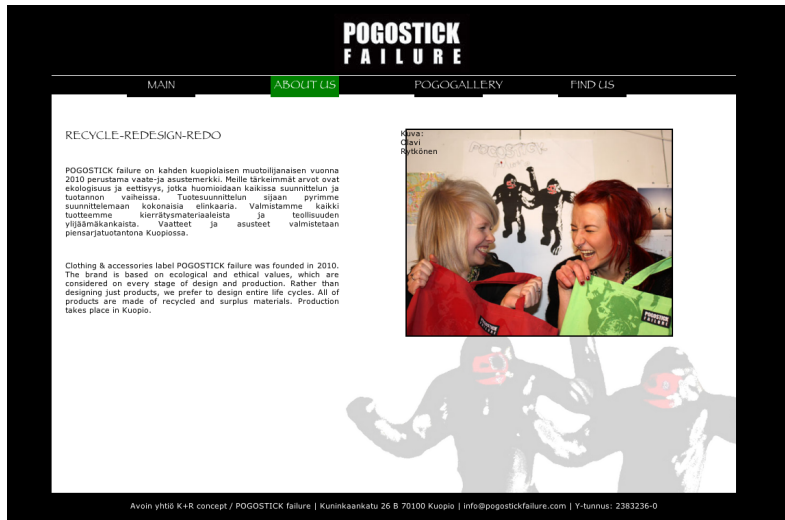 POGOSTICK
FAILURE
MAIN ABOUT US POGOGALLERY FIND US
RECYCLE-REDESIGN-REDO
POGOSTICK failure on kahden kuopiolaisen muotoilijanaisen vuonna
2010 perustama vaate-ja asustemerkki. Meille tärkeimmät arvot ovat
ekologisuus ja eettisyys, jotka huomioidaan kaikissa suunnittelun ja
tuotannon vaiheissa. Tuotesuunnittelun sijaan pyrimme
suunnittelemaan kokonaisia elinkaaria. Valmistamme kaikki
tuotteemme kierrätysmateriaaleista ja teollisuuden
ylijäämäkankaista. Vaatteet ja asusteet valmistetaan
piensarjatuotantona Kuopiossa.
Clothing & accessories label POGOSTICK failure was founded in 2010.
The brand is based on ecological and ethical values, which are
considered on every stage of design and production. Rather than
designing just products, we prefer to design entire life cycles. All of
products are made of recycled and surplus materials. Production
takes place in Kuopio.
Kuva:
Olavi
Rytkönen
POGOSTICK
FAILURE
Avoin yhtiö K+R concept / POGOSTICK failure | Kuninkaankatu 26 B 70100 Kuopio | info@pogostickfailure.com | Y-tunnus: 2383236-0